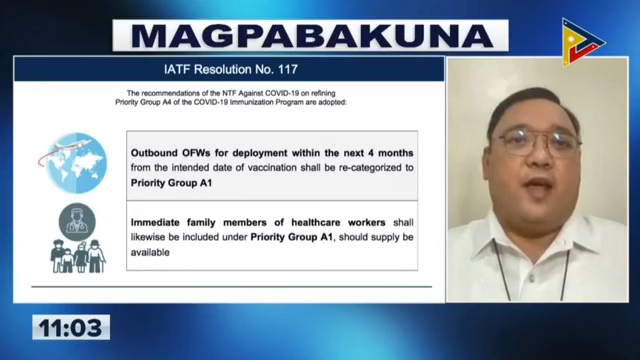 MAGPABAKUNA
IATF Resolution No. 117
The recommendations of the NTF Against COVID-19 on refining
Priority Group A4 of the COVID-19 Immunization Program are adopted:
Outbound OFWs for deployment within the next 4 months
from the intended date of vaccination shall be re-categorized to
Priority Group A1
Immediate family members of healthcare workers shall
likewise be included under Priority Group A1, should supply be
available
11:03